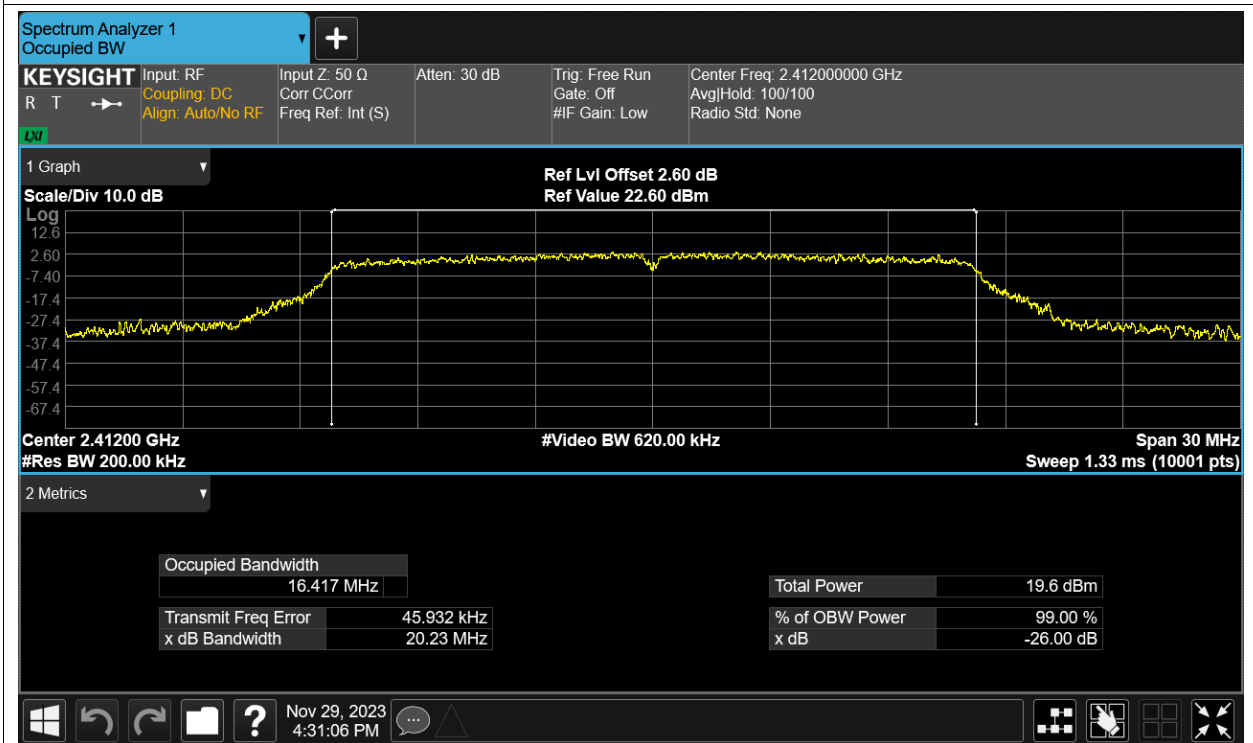 Spectrum Analyzer 1
Occupied BW
KEYSIGHT
R T
LXI
Input: RF
Coupling: DC
Align: Auto/No RF
Input Z: 50 Ω
Corr CCorr
Freq Ref: Int (S)
Atten: 30 dB
Trig: Free Run
Gate: Off
#IF Gain: Low
Center Freq: 2.412000000 GHz
Avg|Hold: 100/100
Radio Std: None
1 Graph
Scale/Div 10.0 dB
Ref Lvl Offset 2.60 dB
Ref Value 22.60 dBm
Log
12.6
2.60
-7.40
-17.4
-27.4
-37.4
-47.4
-57.4
-67.4
Center 2.41200 GHz
#Video BW 620.00 kHz
Span 30 MHz
#Res BW 200.00 kHz
Sweep 1.33 ms (10001 pts)
2 Metrics
Occupied Bandwidth
16.417 MHz
Total Power 19.6 dBm
Transmit Freq Error 45.932 kHz
% of OBW Power 99.00 %
x dB Bandwidth 20.23 MHz
x dB -26.00 dB
?
Nov 29, 2023
4:31:06 PM